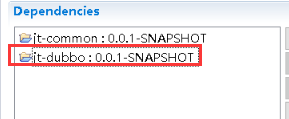 Dependencies
jt-common : 0.0.1-SNAPSHOT
jt-dubbo : 0.0.1-SNAPSHOT